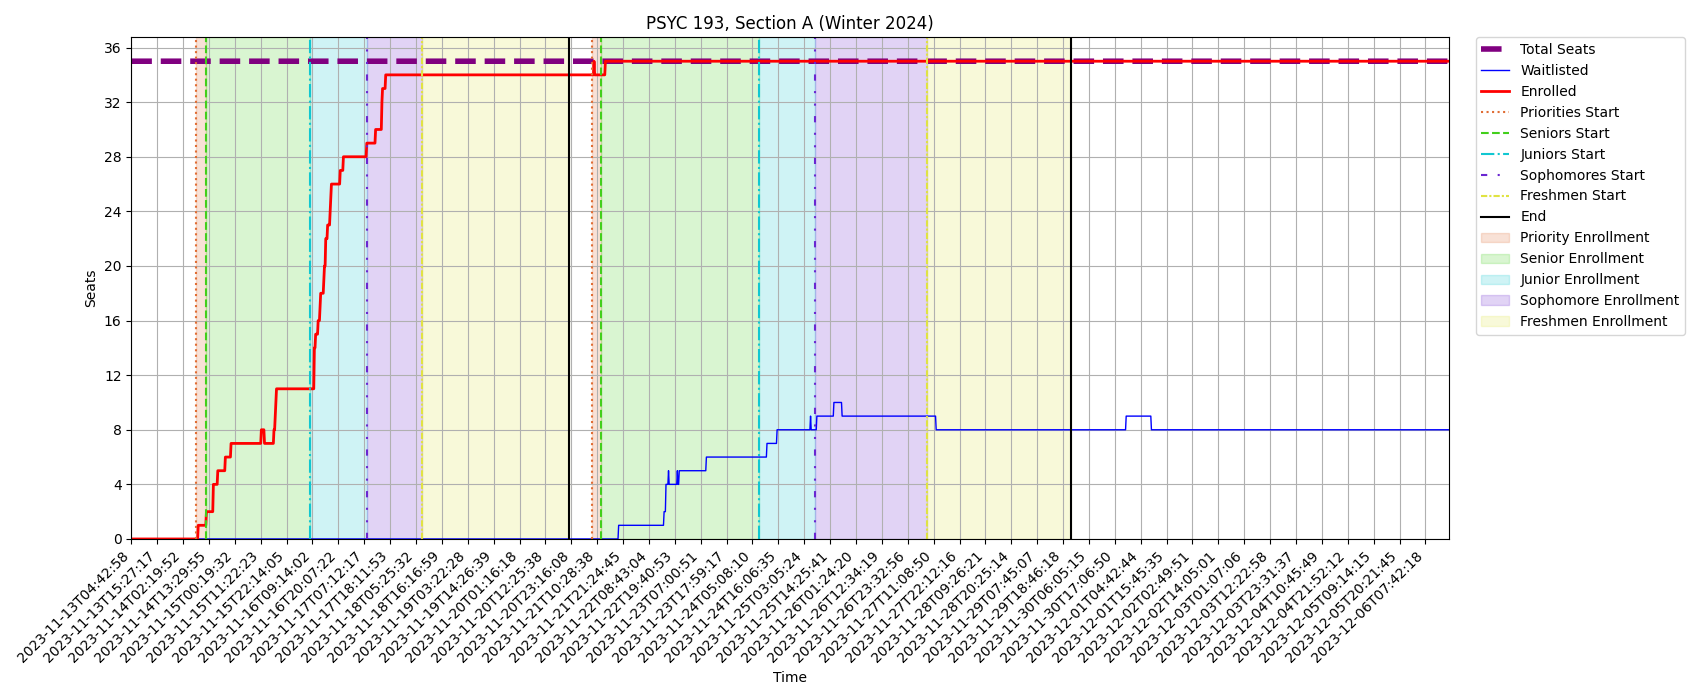 PSYC 193, Section A (Winter 2024)
Seats
36
32
28
24
20
16
12
8
4
0
2023-11-13T04:42:58
2023-11-13T15:27:17
2023-11-14T02:19:52
2023-11-14T13:29:55
2023-11-15T00:19:32
2023-11-15T11:22:23
2023-11-15T22:14:05
2023-11-16T09:14:02
2023-11-16T20:07:22
2023-11-17T07:12:17
2023-11-17T18:11:53
2023-11-18T05:25:32
2023-11-18T16:16:59
2023-11-19T03:22:28
2023-11-19T14:26:39
2023-11-20T01:16:18
2023-11-20T12:25:38
2023-11-20T23:16:08
2023-11-21T10:28:38
2023-11-21T21:24:45
2023-11-22T08:43:04
2023-11-22T19:40:53
2023-11-23T07:00:51
2023-11-23T17:59:17
2023-11-24T05:08:10
2023-11-24T16:06:35
2023-11-25T03:05:24
2023-11-25T14:25:41
2023-11-26T01:24:20
2023-11-26T12:34:19
2023-11-26T23:32:56
2023-11-27T11:08:50
2023-11-27T22:12:16
2023-11-28T09:26:21
2023-11-28T20:25:14
2023-11-29T07:45:07
2023-11-29T18:46:18
2023-11-30T06:05:15
2023-11-30T17:06:50
2023-12-01T04:42:44
2023-12-01T15:45:35
2023-12-02T02:49:51
2023-12-02T14:05:01
2023-12-03T01:07:06
2023-12-03T12:22:58
2023-12-03T23:31:37
2023-12-04T10:45:49
2023-12-04T21:52:12
2023-12-05T09:14:15
2023-12-05T20:21:45
2023-12-06T07:42:18
Time
Total Seats
Waitlisted
Enrolled
Priorities Start
Seniors Start
Juniors Start
Sophomores Start
Freshmen Start
End
Priority Enrollment
Senior Enrollment
Junior Enrollment
Sophomore Enrollment
Freshmen Enrollment